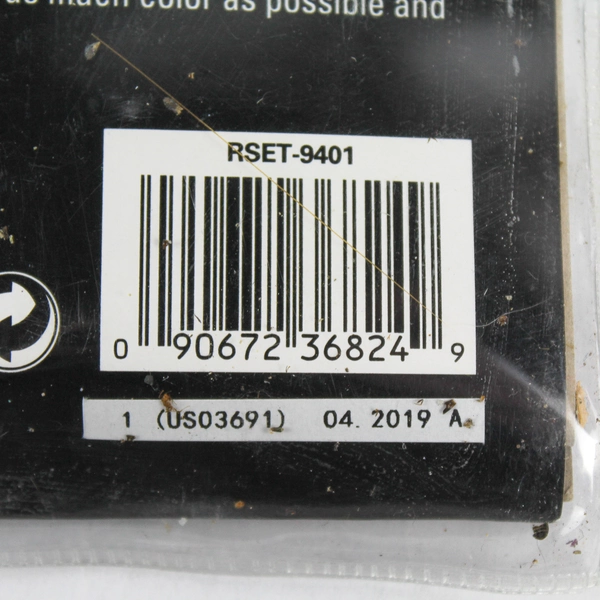 as much color as possible and
RSET-9401
0 90672 36824 9
1 (US03691) 04. 2019 A